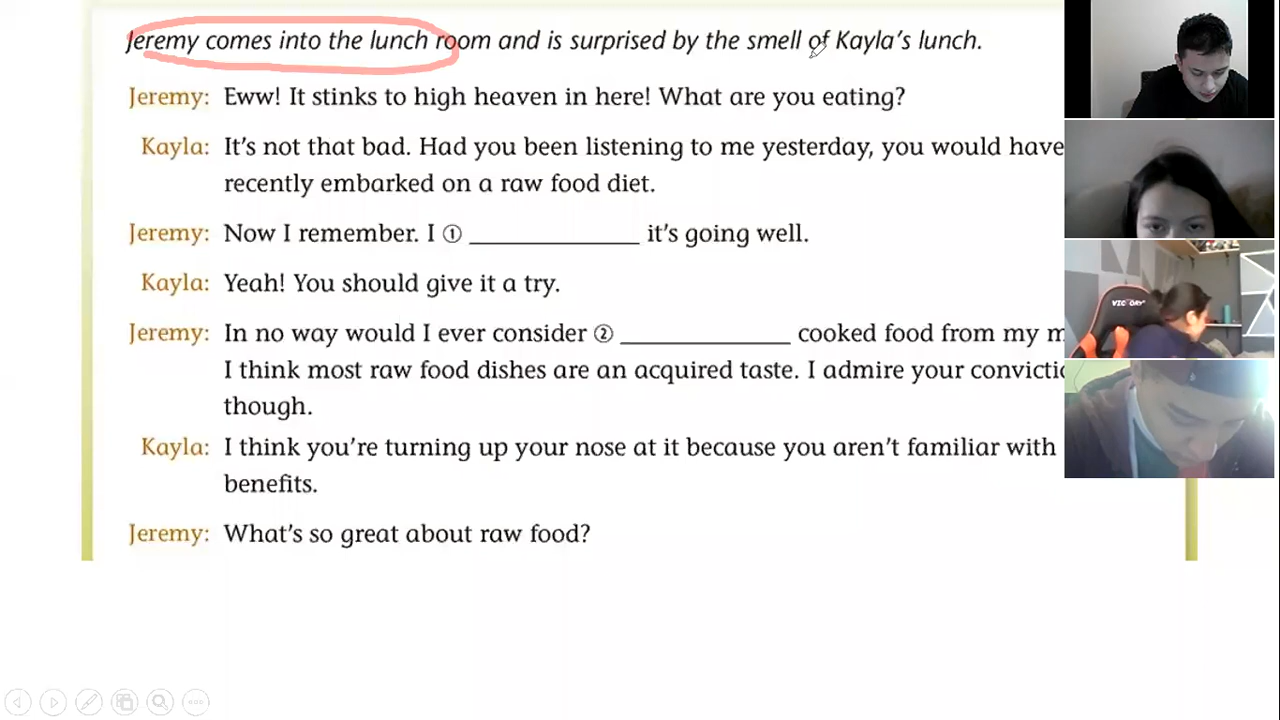 Jeremy comes into the lunch room and is surprised by the smell of Kayla's lunch.
Jeremy: Eww! It stinks to high heaven in here! What are you eating?
Kayla: It's not that bad. Had you been listening to me yesterday, you would have
recently embarked on a raw food diet.
Jeremy: Now I remember. I ① _____________ it's going well.
Kayla: Yeah! You should give it a try.
Jeremy: In no way would I ever consider ② _____________ cooked food from my
I think most raw food dishes are an acquired taste. I admire your
though.
Kayla: I think you're turning up your nose at it because you aren't familiar with
benefits.
Jeremy: What's so great about raw food?